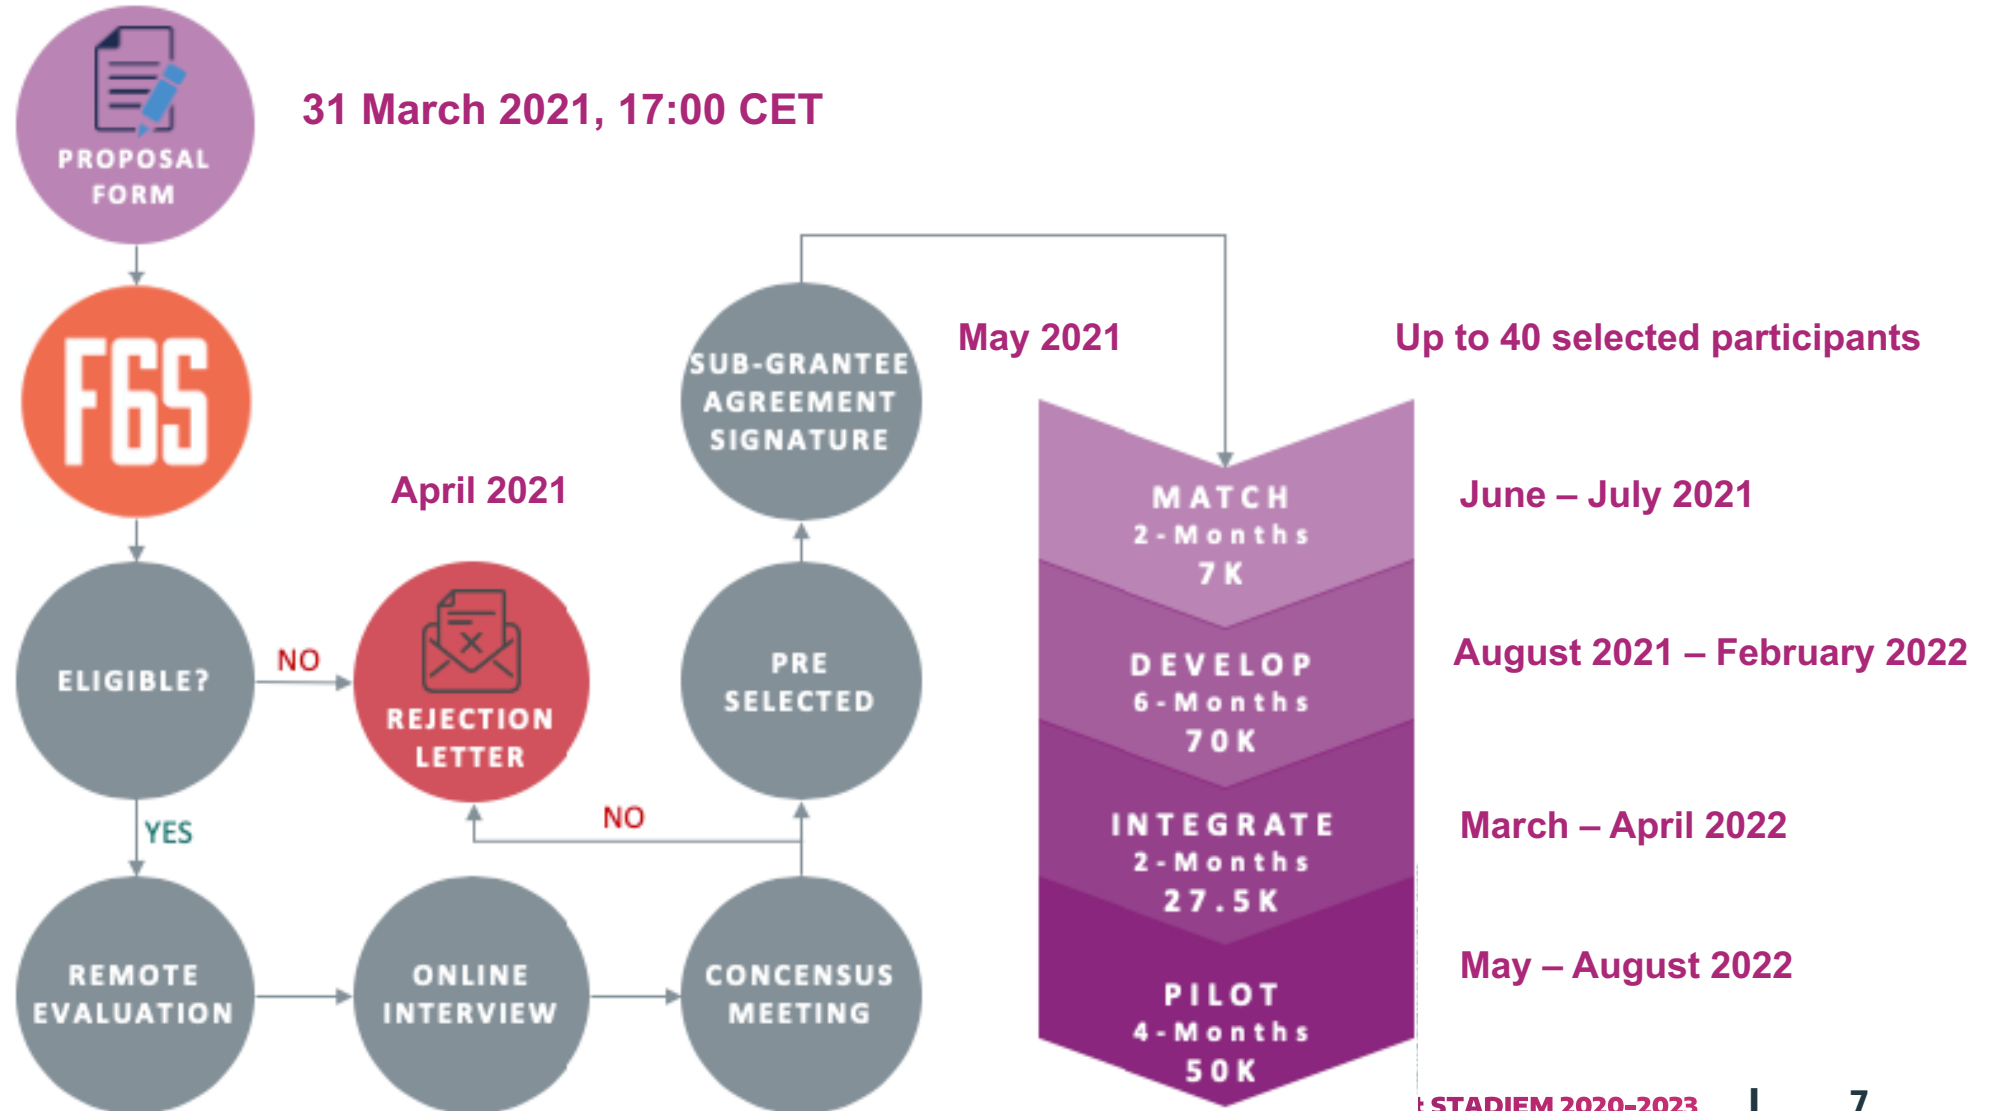 31 March 2021, 17:00 CET
PROPOSAL
FORM
F6S
ELIGIBLE?
NO
YES
April 2021
REJECTION
LETTER
NO
REMOTE
EVALUATION
ONLINE
INTERVIEW
CONCENSUS
MEETING
PRE
SELECTED
SUB-GRANTEE
AGREEMENT
SIGNATURE
May 2021
Up to 40 selected participants
MATCH
2-Months
7K
June – July 2021
DEVELOP
6-Months
70K
August 2021 – February 2022
INTEGRATE
2-Months
27.5K
March – April 2022
PILOT
4-Months
50K
May – August 2022
STADIEM 2020-2023 | 7